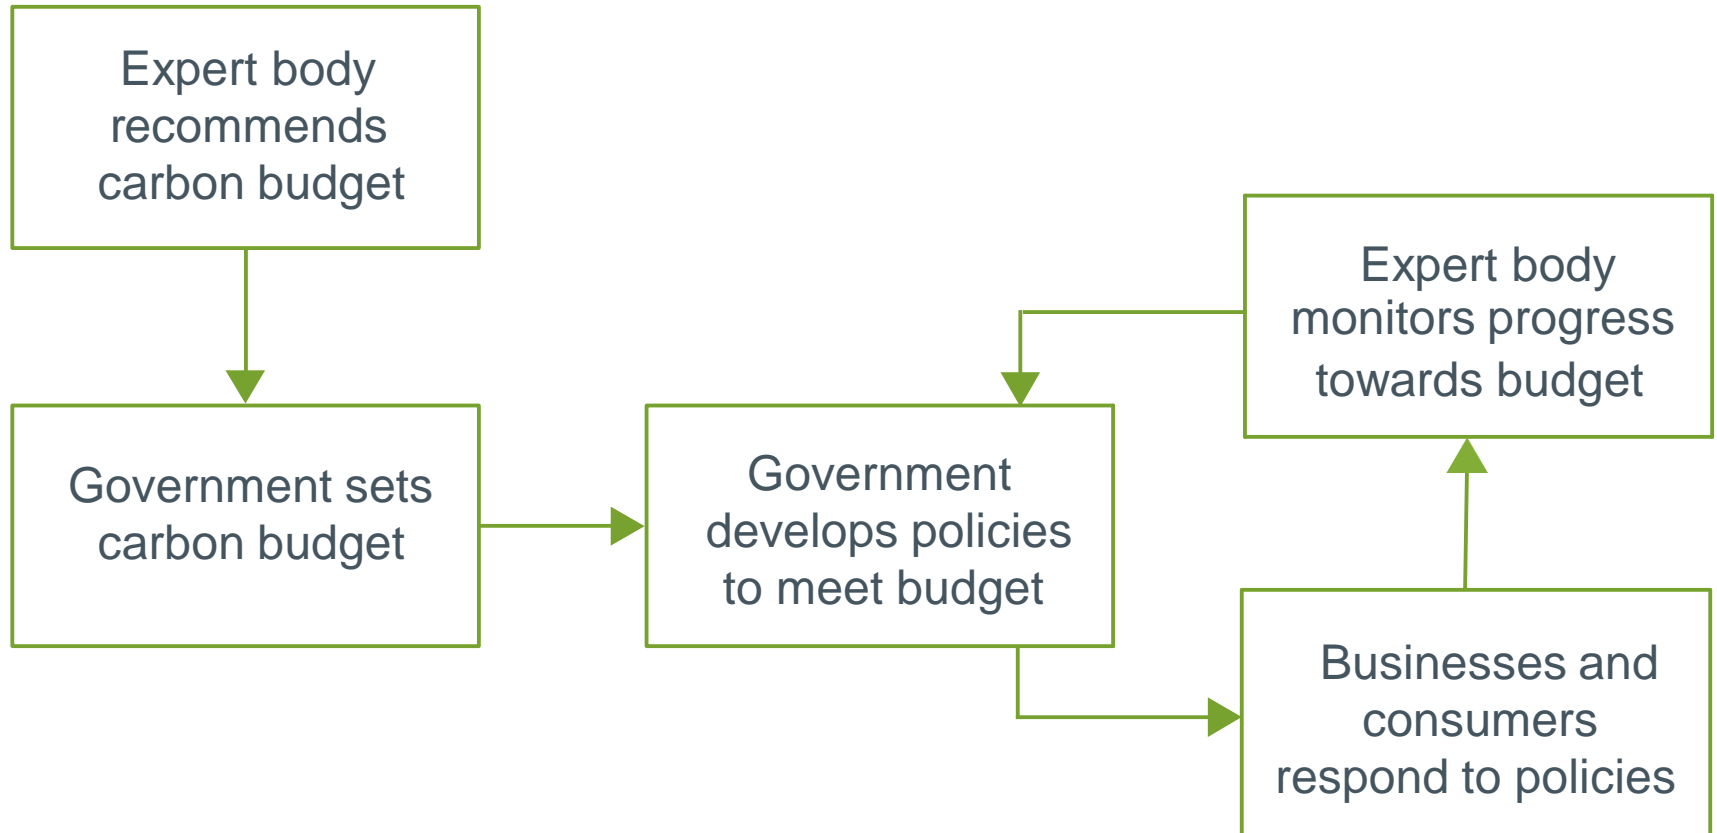 Expert body
recommends
carbon budget
Government sets
carbon budget
Government
develops policies
to meet budget
Expert body
monitors progress
towards budget
Businesses and
consumers
respond to policies